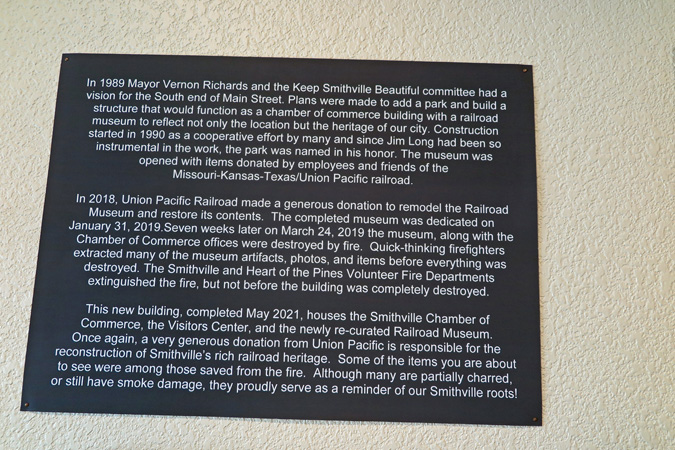 In 1989 Mayor Vernon Richards and the Keep Smithville Beautiful committee had a
vision for the South end of Main Street. Plans were made to add a park and build a
structure that would function as a chamber of commerce building with a railroad
museum to reflect not only the location but the heritage of our city. Construction
started in 1990 as a cooperative effort by many and since Jim Long had been so
instrumental in the work, the park was named in his honor. The museum was
opened with items donated by employees and friends of the
Missouri-Kansas-Texas/Union Pacific railroad.
In 2018, Union Pacific Railroad made a generous donation to remodel the Railroad
Museum and restore its contents. The completed museum was dedicated on
January 31, 2019.Seven weeks later on March 24, 2019 the museum, along with the
Chamber of Commerce offices were destroyed by fire. Quick-thinking firefighters
extracted many of the museum artifacts, photos, and items before everything was
destroyed. The Smithville and Heart of the Pines Volunteer Fire Departments
extinguished the fire, but not before the building was completely destroyed.
This new building, completed May 2021, houses the Smithville Chamber of
Commerce, the Visitors Center, and the newly re-curated Railroad Museum.
Once again, a very generous donation from Union Pacific is responsible for the
reconstruction of Smithville's rich railroad heritage. Some of the items you are about
to see were among those saved from the fire. Although many are partially charred,
or still have smoke damage, they proudly serve as a reminder of our Smithville roots!